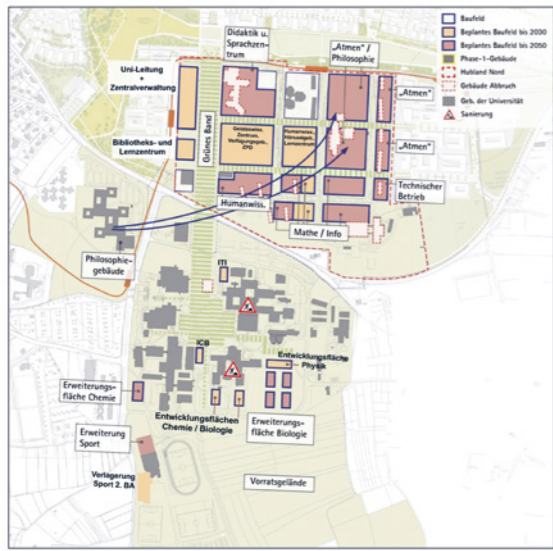 Didaktik u.
Sprachzen-
trum
„Atmen" /
Philosophie
Baufeld
Beplantes Baufeld bis 2030
Beplantes Baufeld bis 2050
Phase-1-Gebäude
Hubland Nord
Gebäude Abbruch
Geb. der Universität
Sanierung
Uni-Leitung
+
Zentralverwaltung
„Atmen"
Grünes Band
Zentrum,
ZPD
Lernzentrum
Bibliotheks- und
Lernzentrum
„Atmen"
Technischer
Betrieb
Humanwiss.
Mathe / Info
Philosophie-
gebäude
ITI
ICB
Entwicklungsfläche
Physik
Erweiterungs-
fläche Chemie
Entwicklungsflächen
Chemie / Biologie
Erweiterungs-
fläche Biologie
Erweiterung
Sport
Verlagerung
Sport 2. BA
Vorratsgelände